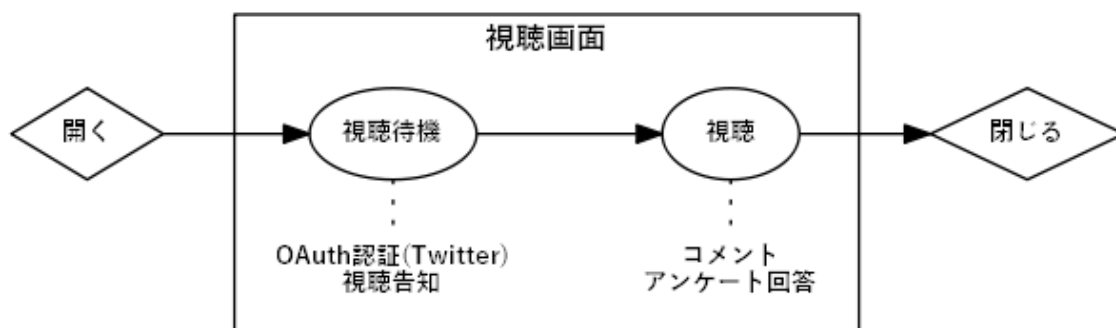 視聴画面
開く
視聴待機
視聴
閉じる
OAuth認証(Twitter)
視聴告知
コメント
アンケート回答